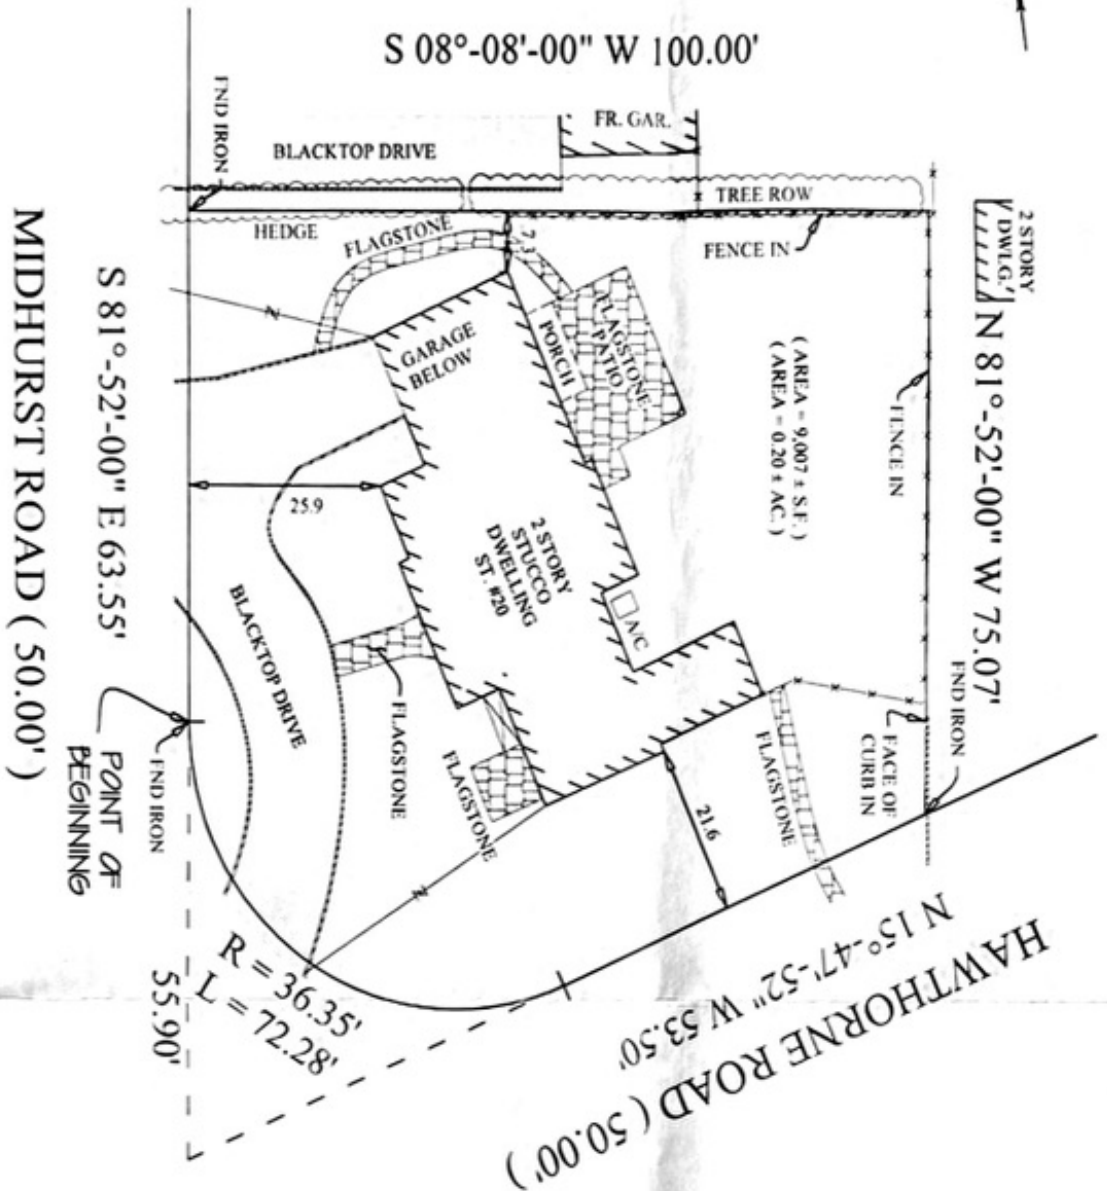 S 08°-08'-00" W 100.00'
FR. GAR.
FND IRON
BLACKTOP DRIVE
TREE ROW
HEDGE
FLAGSTONE
7.3
FENCE IN
2 STORY
DWLG.
N 81°-52'-00" W 75.07'
GARAGE
BELOW
PORCH
FLAGSTONE
PATIO
( AREA = 9,007 ± S.F. )
( AREA = 0.20 ± AC. )
FENCE IN
MIDHURST ROAD ( 50.00' )
S 81°-52'-00" E 63.55'
25.9
2 STORY
STUCCO
DWELLING
ST. #20
A/C
BLACKTOP DRIVE
FLAGSTONE
FLAGSTONE
FLAGSTONE
FACE OF
CURB IN
FND IRON
21.6
POINT OF
BEGINNING
FND IRON
55.90'
R = 36.35'
L = 72.28'
N 15°-47'-52" W 53.50'
HAWTHORNE ROAD ( 50.00' )